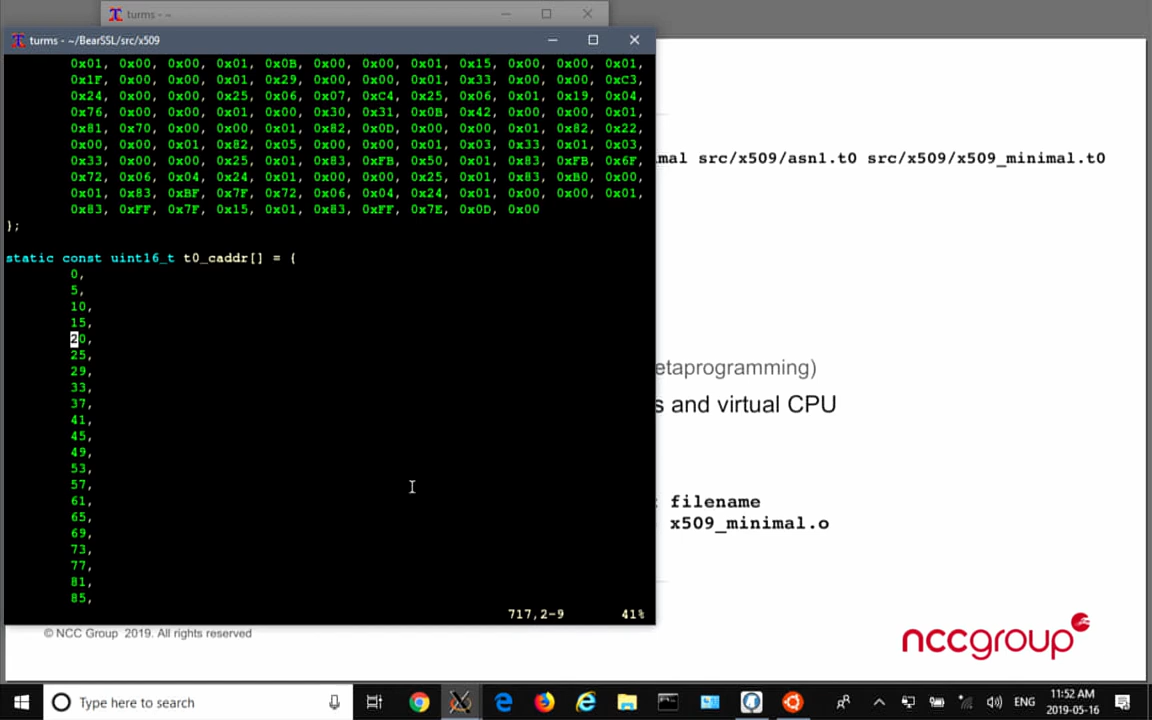 turms - ~
turms - ~/BearSSL/src/x509
0x01, 0x00, 0x00, 0x01, 0x0B, 0x00, 0x00, 0x01, 0x15, 0x00, 0x00, 0x01,
0x1F, 0x00, 0x00, 0x01, 0x29, 0x00, 0x00, 0x01, 0x33, 0x00, 0x00, 0xC3,
0x24, 0x00, 0x00, 0x25, 0x06, 0x07, 0xC4, 0x25, 0x06, 0x01, 0x19, 0x04,
0x76, 0x00, 0x00, 0x01, 0x00, 0x30, 0x31, 0x0B, 0x42, 0x00, 0x00, 0x01,
0x81, 0x70, 0x00, 0x00, 0x01, 0x82, 0x0D, 0x00, 0x00, 0x01, 0x82, 0x22,
0x00, 0x00, 0x01, 0x82, 0x05, 0x00, 0x00, 0x01, 0x03, 0x33, 0x01, 0x03,
0x33, 0x00, 0x00, 0x25, 0x01, 0x83, 0xFB, 0x50, 0x01, 0x83, 0xFB, 0x6F,
0x72, 0x06, 0x04, 0x24, 0x01, 0x00, 0x00, 0x25, 0x01, 0x83, 0xB0, 0x00,
0x01, 0x83, 0xBF, 0x7F, 0x72, 0x06, 0x04, 0x24, 0x01, 0x00, 0x00, 0x01,
0x83, 0xFF, 0x7F, 0x15, 0x01, 0x83, 0xFF, 0x7E, 0x0D, 0x00
};
static const uint16_t t0_caddr[] = {
0,
5,
10,
15,
20,
25,
29,
33,
37,
41,
45,
49,
53,
57,
61,
65,
69,
73,
77,
81,
85,
717,2-9 41%
mal src/x509/asn1.t0 src/x509/x509_minimal.t0
etaprogramming)
s and virtual CPU
filename
x509_minimal.o
© NCC Group 2019. All rights reserved
nccgroup
Type here to search
ENG
11:52 AM
2019-05-16